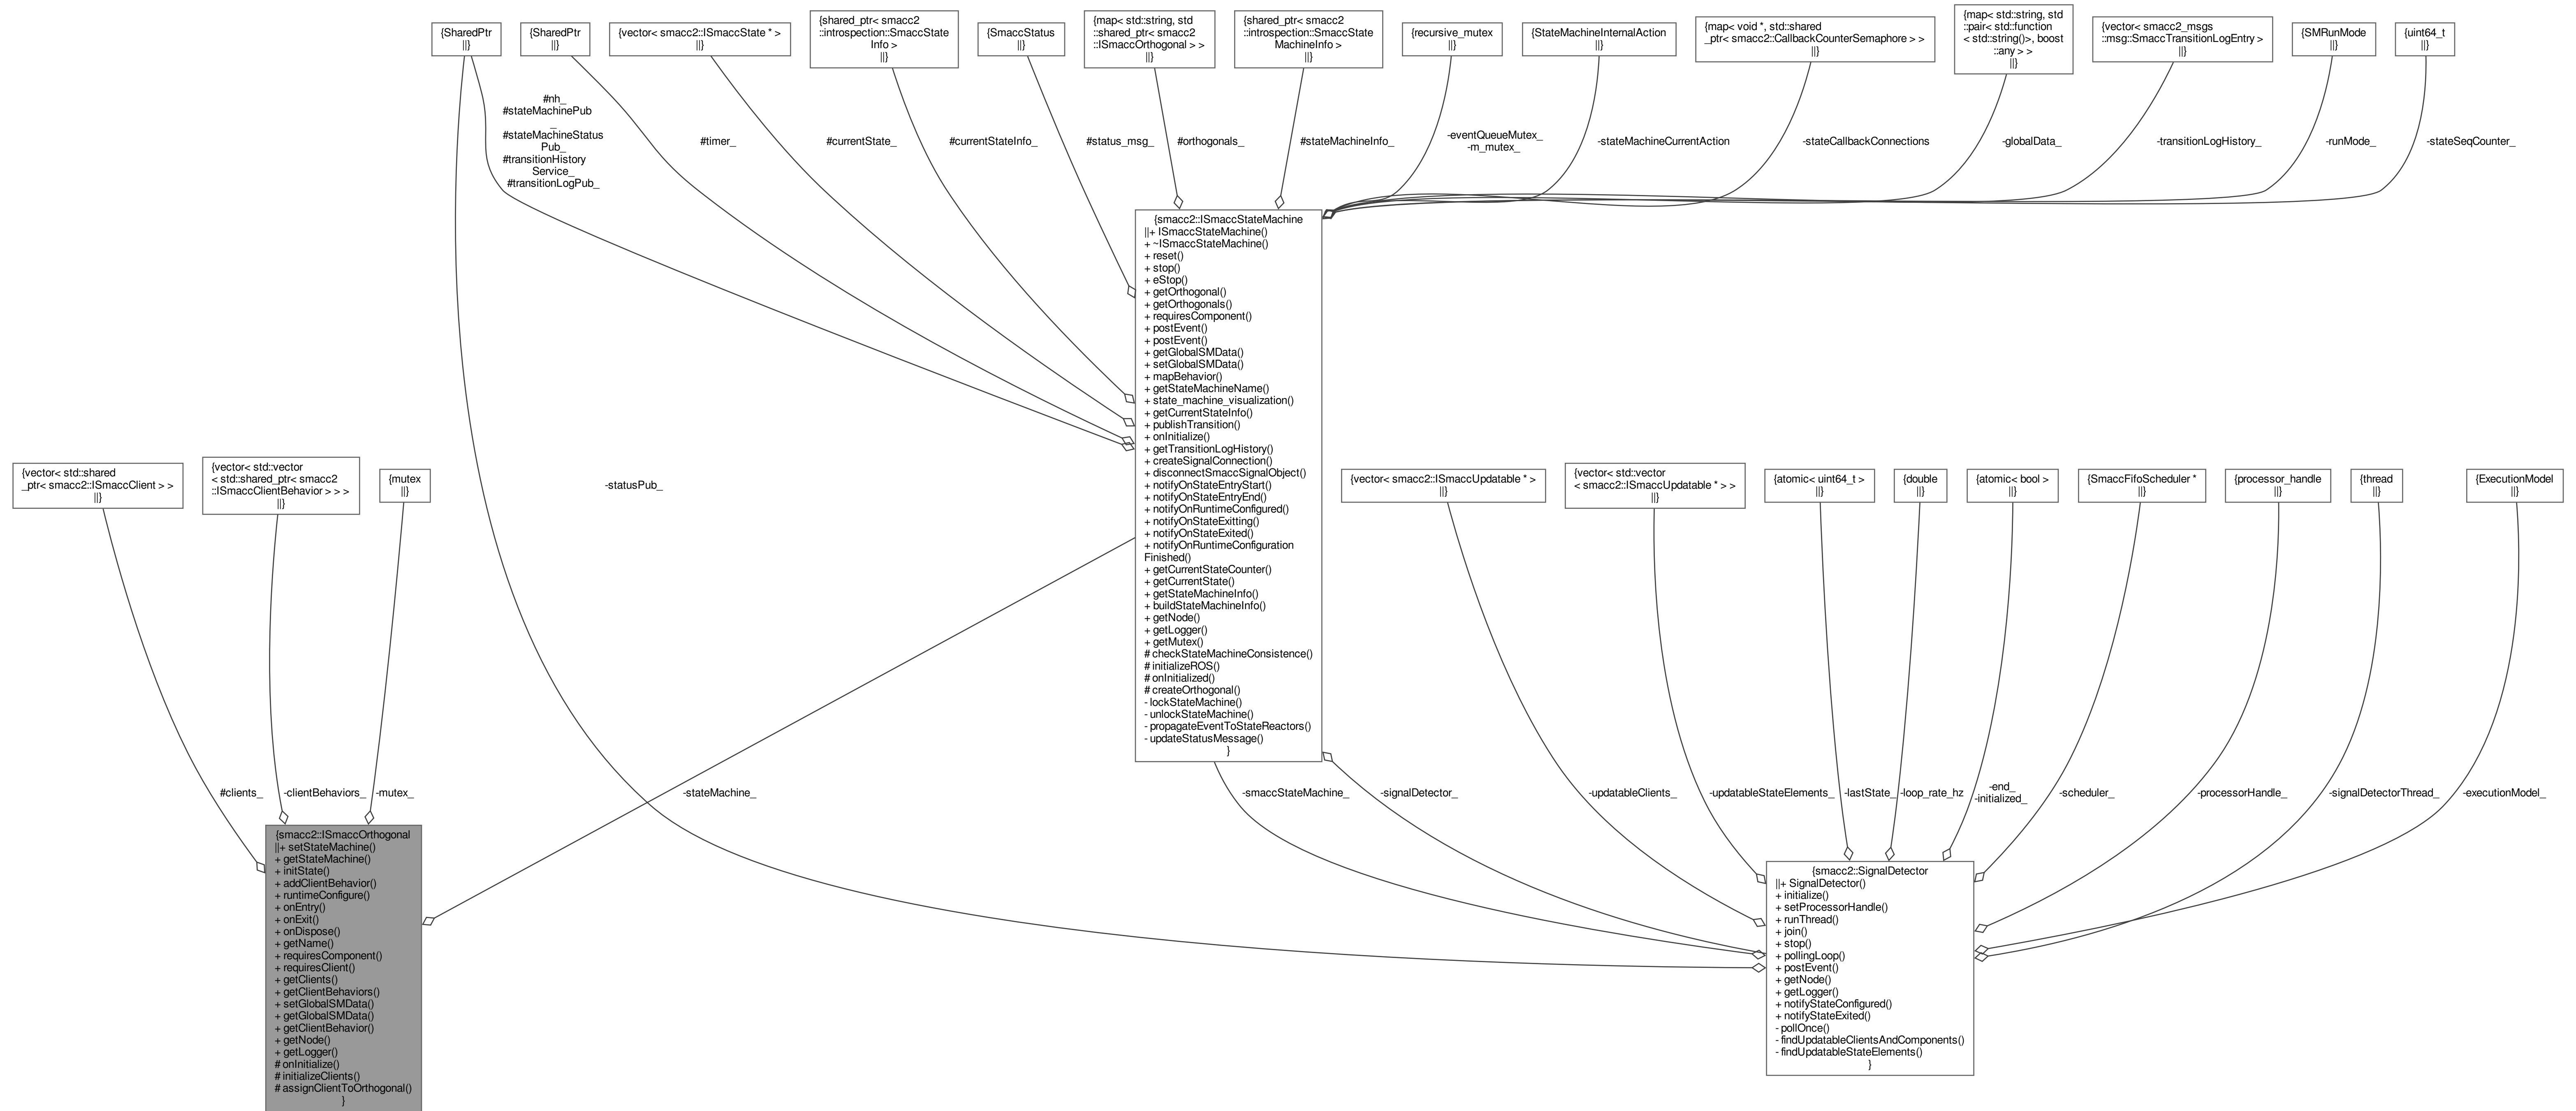 {SharedPtr
||}
{SharedPtr
||}
{vector< smacc2::ISmaccState * >
||}
{shared_ptr< smacc2
::introspection::SmaccState
Info >
||}
{SmaccStatus
||}
{map< std::string, std
::shared_ptr< smacc2
::ISmaccOrthogonal > >
||}
{shared_ptr< smacc2
::introspection::SmaccState
MachineInfo >
||}
{recursive_mutex
||}
{StateMachineInternalAction
||}
{map< void *, std::shared
_ptr< smacc2::CallbackCounterSemaphore > >
||}
{map< std::string, std
::pair< std::function
< std::string()>, boost
::any > >
||}
{vector< smacc2_msgs
::msg::SmaccTransitionLogEntry >
||}
{SMRunMode
||}
{uint64_t
||}
#nh_
#stateMachinePub
_
#stateMachineStatus
Pub_
#transitionHistory
Service_
#transitionLogPub_
#timer_
#currentState_
#currentStateInfo_
#status_msg_
#orthogonals_
#stateMachineInfo_
-eventQueueMutex_
-m_mutex_
-stateMachineCurrentAction
-stateCallbackConnections
-globalData_
-transitionLogHistory_
-runMode_
-stateSeqCounter_
{smacc2::ISmaccStateMachine
||+ ISmaccStateMachine()
+ ~ISmaccStateMachine()
+ reset()
+ stop()
+ eStop()
+ getOrthogonal()
+ getOrthogonals()
+ requiresComponent()
+ postEvent()
+ postEvent()
+ getGlobalSMData()
+ setGlobalSMData()
+ mapBehavior()
+ getStateMachineName()
+ state_machine_visualization()
+ getCurrentStateInfo()
+ publishTransition()
+ onInitialize()
+ getTransitionLogHistory()
+ createSignalConnection()
+ disconnectSmaccSignalObject()
+ notifyOnStateEntryStart()
+ notifyOnStateEntryEnd()
+ notifyOnRuntimeConfigured()
+ notifyOnStateExitting()
+ notifyOnStateExited()
+ notifyOnRuntimeConfiguration
Finished()
+ getCurrentStateCounter()
+ getCurrentState()
+ getStateMachineInfo()
+ buildStateMachineInfo()
+ getNode()
+ getLogger()
+ getMutex()
# checkStateMachineConsistence()
# initializeROS()
# onInitialized()
# createOrthogonal()
- lockStateMachine()
- unlockStateMachine()
- propagateEventToStateReactors()
- updateStatusMessage()
}
{vector< std::shared
_ptr< smacc2::ISmaccClient > >
||}
{vector< std::vector
< std::shared_ptr< smacc2
::ISmaccClientBehavior > > >
||}
{mutex
||}
-statusPub_
{vector< smacc2::ISmaccUpdatable * >
||}
{vector< std::vector
< smacc2::ISmaccUpdatable * > >
||}
{atomic< uint64_t >
||}
{double
||}
{atomic< bool >
||}
{SmaccFifoScheduler *
||}
{processor_handle
||}
{thread
||}
{ExecutionModel
||}
#clients_
-clientBehaviors_
-mutex_
-stateMachine_
-smaccStateMachine_
-signalDetector_
-updatableClients_
-updatableStateElements_
-lastState_
-loop_rate_hz
-end_
-initialized_
-scheduler_
-processorHandle_
-signalDetectorThread_
-executionModel_
{smacc2::ISmaccOrthogonal
||+ setStateMachine()
+ getStateMachine()
+ initState()
+ addClientBehavior()
+ runtimeConfigure()
+ onEntry()
+ onExit()
+ onDispose()
+ getName()
+ requiresComponent()
+ requiresClient()
+ getClients()
+ getClientBehaviors()
+ setGlobalSMData()
+ getGlobalSMData()
+ getClientBehavior()
+ getNode()
+ getLogger()
# onInitialize()
# initializeClients()
# assignClientToOrthogonal()
}
{smacc2::SignalDetector
||+ SignalDetector()
+ initialize()
+ setProcessorHandle()
+ runThread()
+ join()
+ stop()
+ pollingLoop()
+ postEvent()
+ getNode()
+ getLogger()
+ notifyStateConfigured()
+ notifyStateExited()
- pollOnce()
- findUpdatableClientsAndComponents()
- findUpdatableStateElements()
}